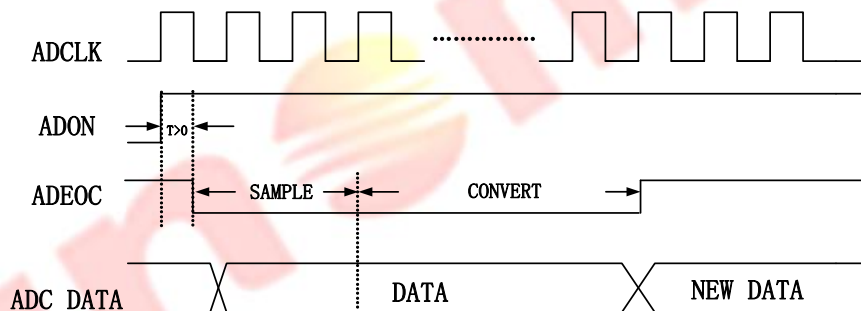 ADCLK
ADON
T>0
ADEOC
SAMPLE
CONVERT
ADC DATA
DATA
NEW DATA